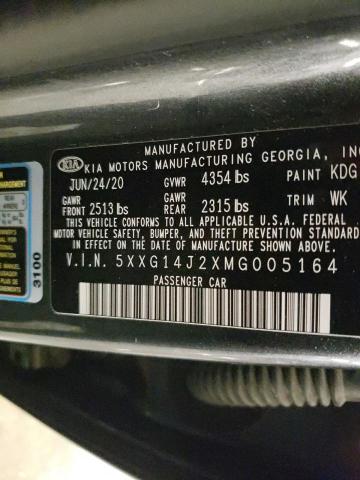 MANUFACTURED BY
KIA KIA MOTORS MANUFACTURING GEORGIA, INC
JUN/24/20 GVWR 4354 lbs PAINT KDG
GAWR FRONT 2513 lbs GAWR REAR 2315 lbs TRIM WK
THIS VEHICLE CONFORMS TO ALL APPLICABLE U.S.A. FEDERAL
MOTOR VEHICLE SAFETY, BUMPER, AND THEFT PREVENTION STANDARDS
IN EFFECT ON THE DATE OF MANUFACTURE SHOWN ABOVE.
V.I.N. 5XXG14J2XMG005164
PASSENGER CAR
3100